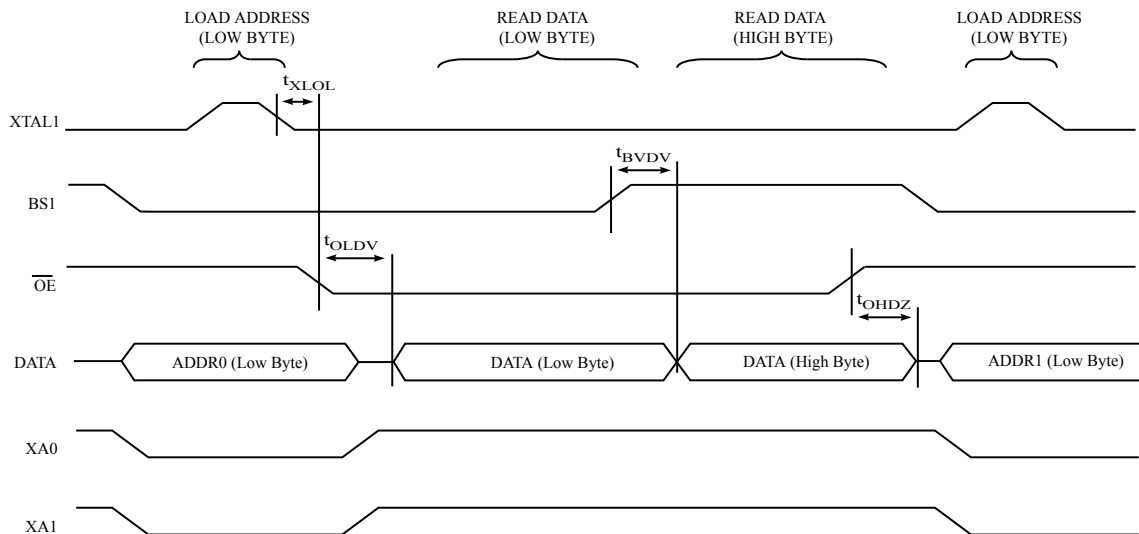 LOAD ADDRESS
(LOW BYTE)
READ DATA
(LOW BYTE)
READ DATA
(HIGH BYTE)
LOAD ADDRESS
(LOW BYTE)
tXLOL
XTAL1
tBVDV
BS1
tOLDV
OE
tOHDZ
DATA
ADDR0 (Low Byte)
DATA (Low Byte)
DATA (High Byte)
ADDR1 (Low Byte)
XA0
XA1